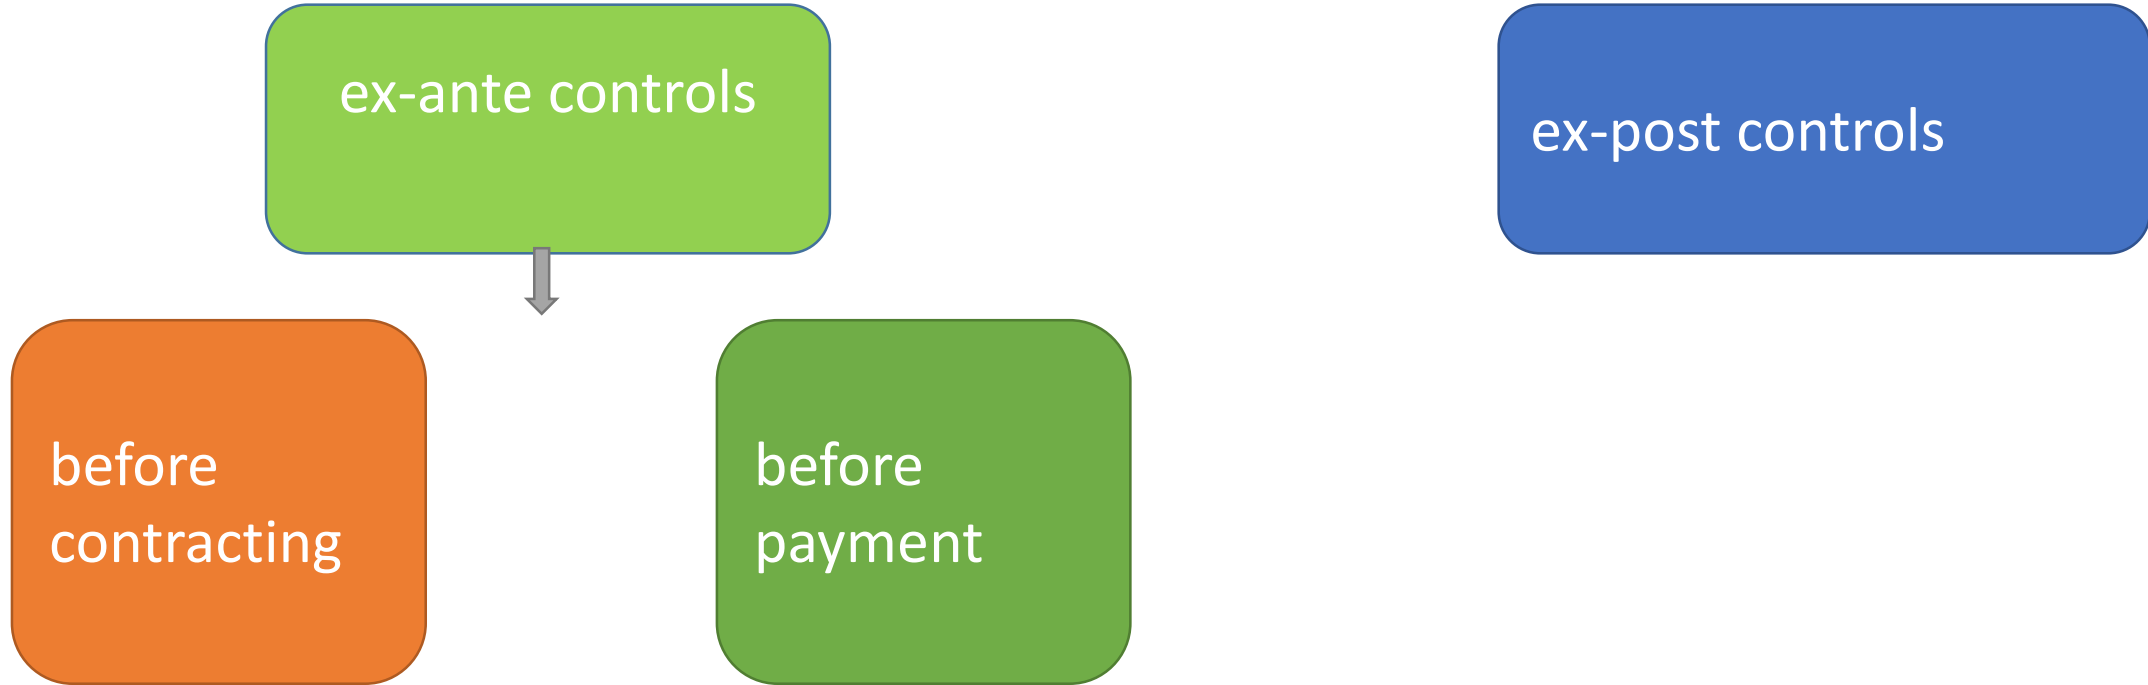 ex-ante controls
ex-post controls
before
contracting
before
payment